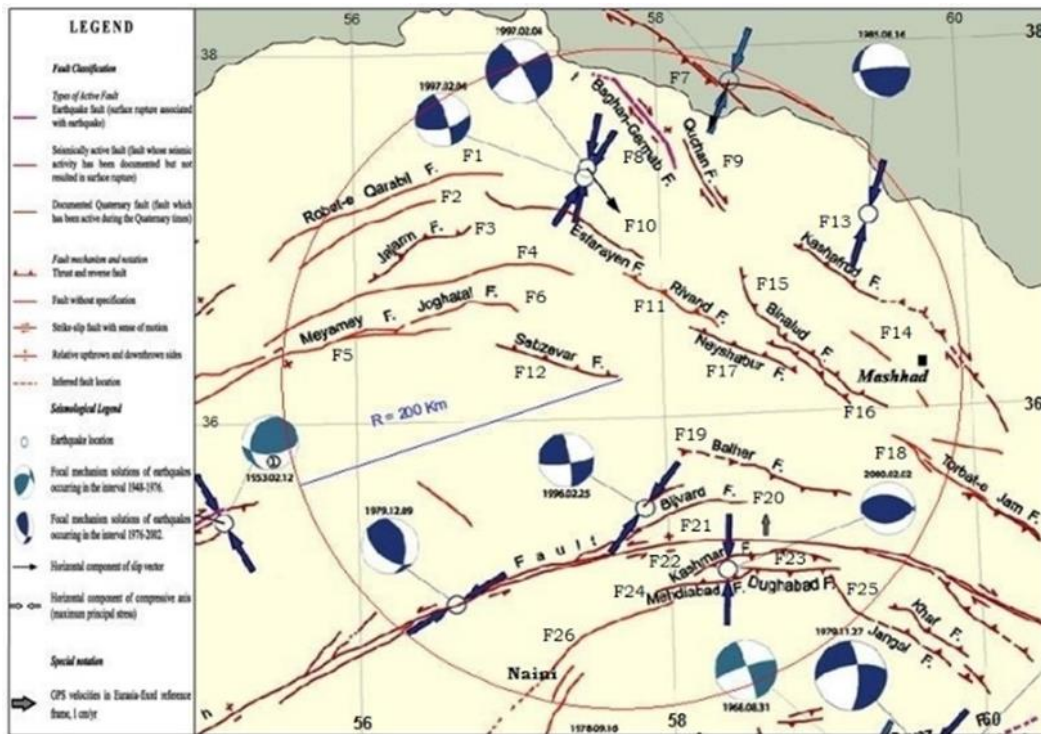 LEGEND
Fault Classification
Types of Active Fault
Earthquake fault (surface rupture associated
with earthquake)
Seismically active fault (fault whose seismic
activity has been documented but not
resulted in surface rupture)
Documented Quaternary fault (fault which
has been active during the Quaternary times)
Fault mechanism and notation
Thrust and reverse fault
Fault without specification
Strike-slip fault with sense of motion
Relative upthrown and downthrown sides
Inferred fault location
Seismological Legend
Earthquake location
Focal mechanism solutions of earthquakes
occurring in the interval 1948-1976.
Focal mechanism solutions of earthquakes
occurring in the interval 1976-2002.
Horizontal component of slip vector
Horizontal component of compressive axis
(maximum principal stress)
Special notation
GPS velocities in Eurasia-fixed reference
frame, 1 cm/yr
56
58
60
38
38
1997.02.04
1997.02.04
F7
Baghan-Germab F.
F8
Quchan F.
F9
F1
Robat-e Qarabil F.
F2
Jajarm F.
F3
F10
Esfarayen F.
F13
Kashafrud F.
F4
Joghatai F.
F6
Meyamey F.
F5
F11
Rivand F.
F15
Binalud F.
F14
Neyshabur F.
F17
Mashhad
Sabzevar F.
F12
F16
R = 200 Km
36
36
1553.02.12
1
F19
Balher F.
F18
Torbat-e Jam F.
2000.02.02
1996.02.25
Bijvard F.
F20
1979.12.09
Fault
F21
F22
Kashmar F.
F23
F24
Mehdiabad F.
Dughabad F.
F25
F26
Khaf F.
Jangal F.
Naini
1979.11.27
1968.08.31
1978.09.16
h
F
56
58
60